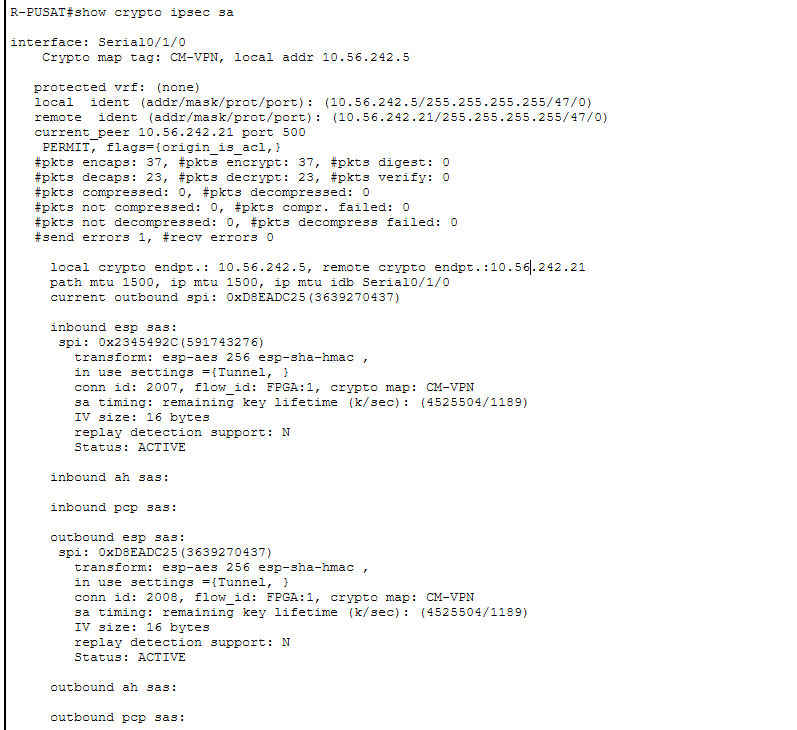 R-PUSAT#show crypto ipsec sa
interface: Serial0/1/0
Crypto map tag: CM-VPN, local addr 10.56.242.5
protected vrf: (none)
local  ident (addr/mask/prot/port): (10.56.242.5/255.255.255.255/47/0)
remote  ident (addr/mask/prot/port): (10.56.242.21/255.255.255.255/47/0)
current_peer 10.56.242.21 port 500
PERMIT, flags={origin_is_acl,}
#pkts encaps: 37, #pkts encrypt: 37, #pkts digest: 0
#pkts decaps: 23, #pkts decrypt: 23, #pkts verify: 0
#pkts compressed: 0, #pkts decompressed: 0
#pkts not compressed: 0, #pkts compr. failed: 0
#pkts not decompressed: 0, #pkts decompress failed: 0
#send errors 1, #recv errors 0
local crypto endpt.: 10.56.242.5, remote crypto endpt.:10.56.242.21
path mtu 1500, ip mtu 1500, ip mtu idb Serial0/1/0
current outbound spi: 0xD8EADC25(3639270437)
inbound esp sas:
spi: 0x2345492C(591743276)
transform: esp-aes 256 esp-sha-hmac ,
in use settings ={Tunnel, }
conn id: 2007, flow_id: FPGA:1, crypto map: CM-VPN
sa timing: remaining key lifetime (k/sec): (4525504/1189)
IV size: 16 bytes
replay detection support: N
Status: ACTIVE
inbound ah sas:
inbound pcp sas:
outbound esp sas:
spi: 0xD8EADC25(3639270437)
transform: esp-aes 256 esp-sha-hmac ,
in use settings ={Tunnel, }
conn id: 2008, flow_id: FPGA:1, crypto map: CM-VPN
sa timing: remaining key lifetime (k/sec): (4525504/1189)
IV size: 16 bytes
replay detection support: N
Status: ACTIVE
outbound ah sas:
outbound pcp sas: